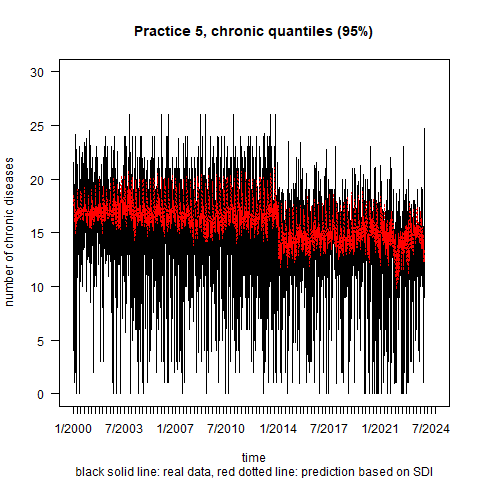 Practice 5, chronic quantiles (95%)
number of chronic diseases
30
25
20
15
10
5
0
1/2000 7/2003 1/2007 7/2010 1/2014 7/2017 1/2021 7/2024
time
black solid line: real data, red dotted line: prediction based on SDI